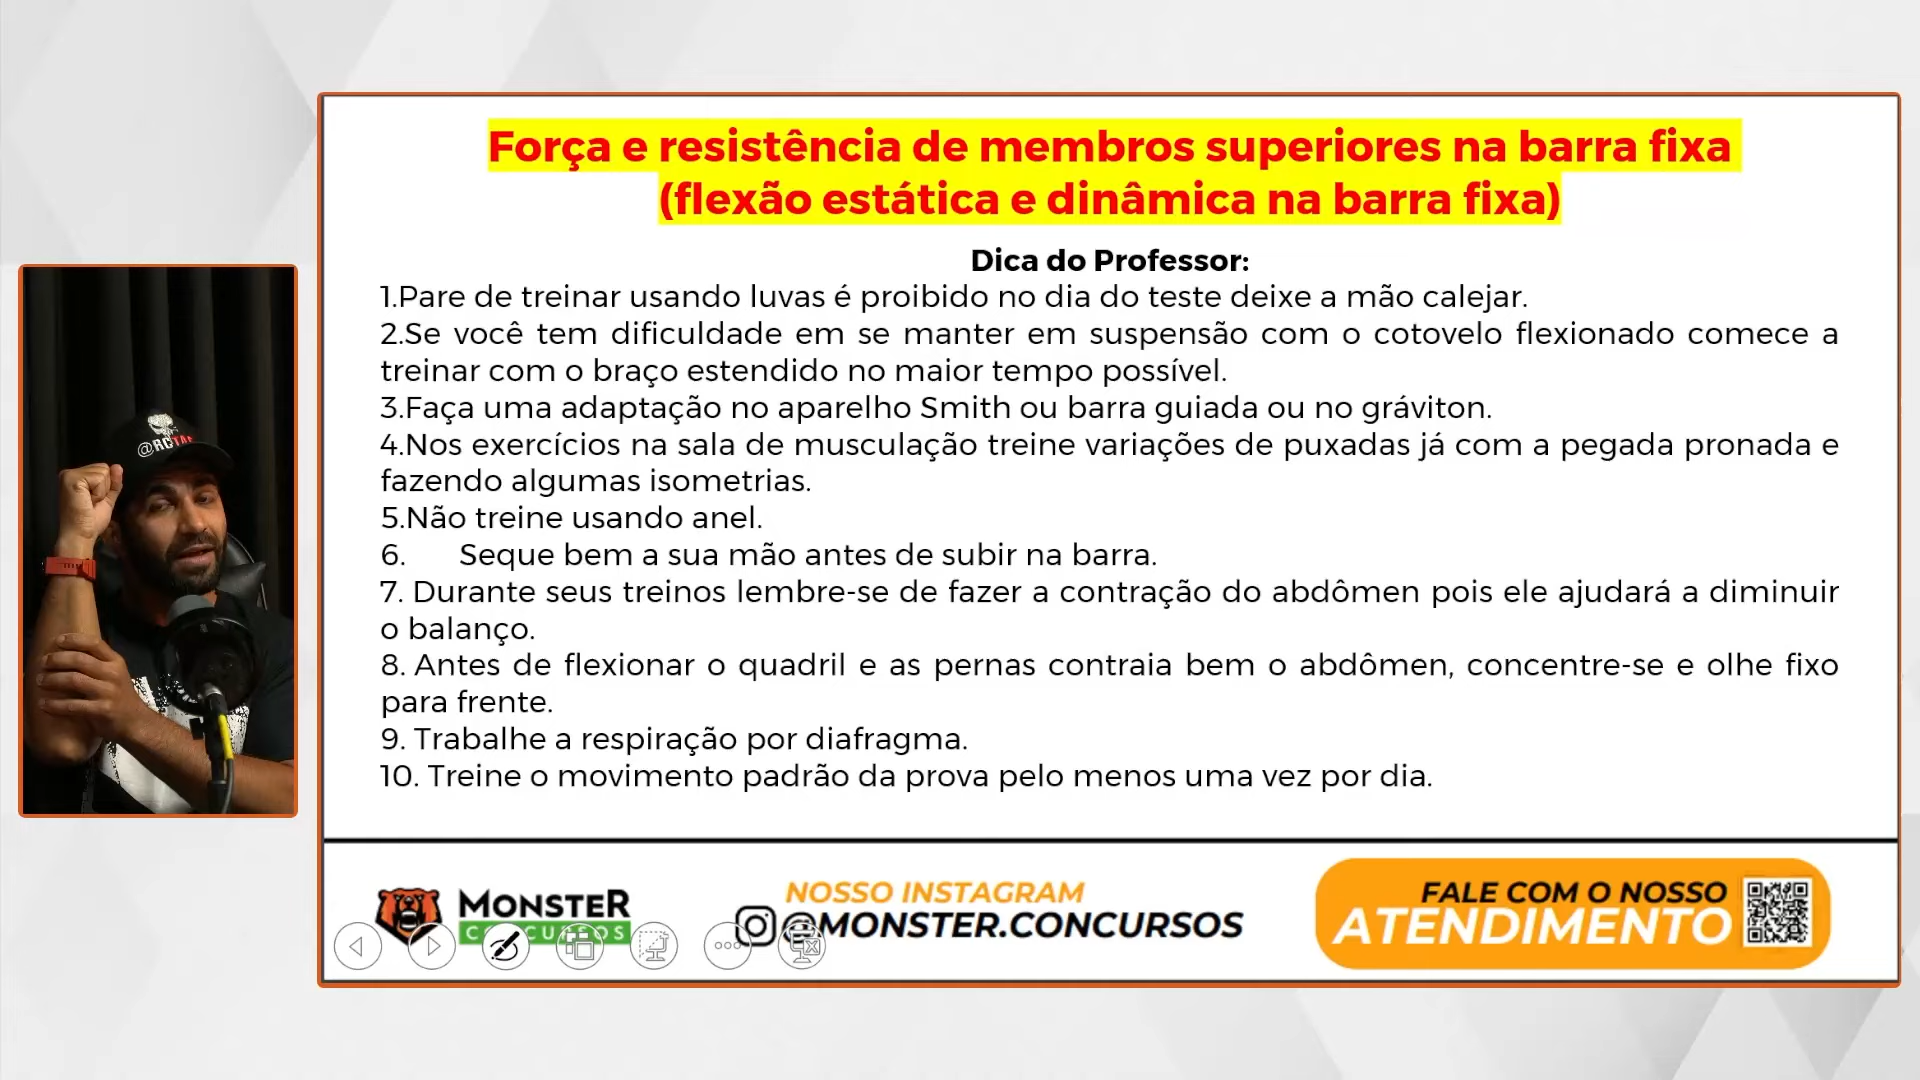 Força e resistência de membros superiores na barra fixa
(flexão estática e dinâmica na barra fixa)
Dica do Professor:
1.Pare de treinar usando luvas é proibido no dia do teste deixe a mão calejar.
2.Se você tem dificuldade em se manter em suspensão com o cotovelo flexionado comece a
treinar com o braço estendido no maior tempo possível.
3.Faça uma adaptação no aparelho Smith ou barra guiada ou no gráviton.
4.Nos exercícios na sala de musculação treine variações de puxadas já com a pegada pronada e
fazendo algumas isometrias.
5.Não treine usando anel.
6. Seque bem a sua mão antes de subir na barra.
7. Durante seus treinos lembre-se de fazer a contração do abdômen pois ele ajudará a diminuir
o balanço.
8. Antes de flexionar o quadril e as pernas contraia bem o abdômen, concentre-se e olhe fixo
para frente.
9. Trabalhe a respiração por diafragma.
10. Treine o movimento padrão da prova pelo menos uma vez por dia.
MONSTER
CONCURSOS
NOSSO INSTAGRAM
@MONSTER.CONCURSOS
FALE COM O NOSSO
ATENDIMENTO